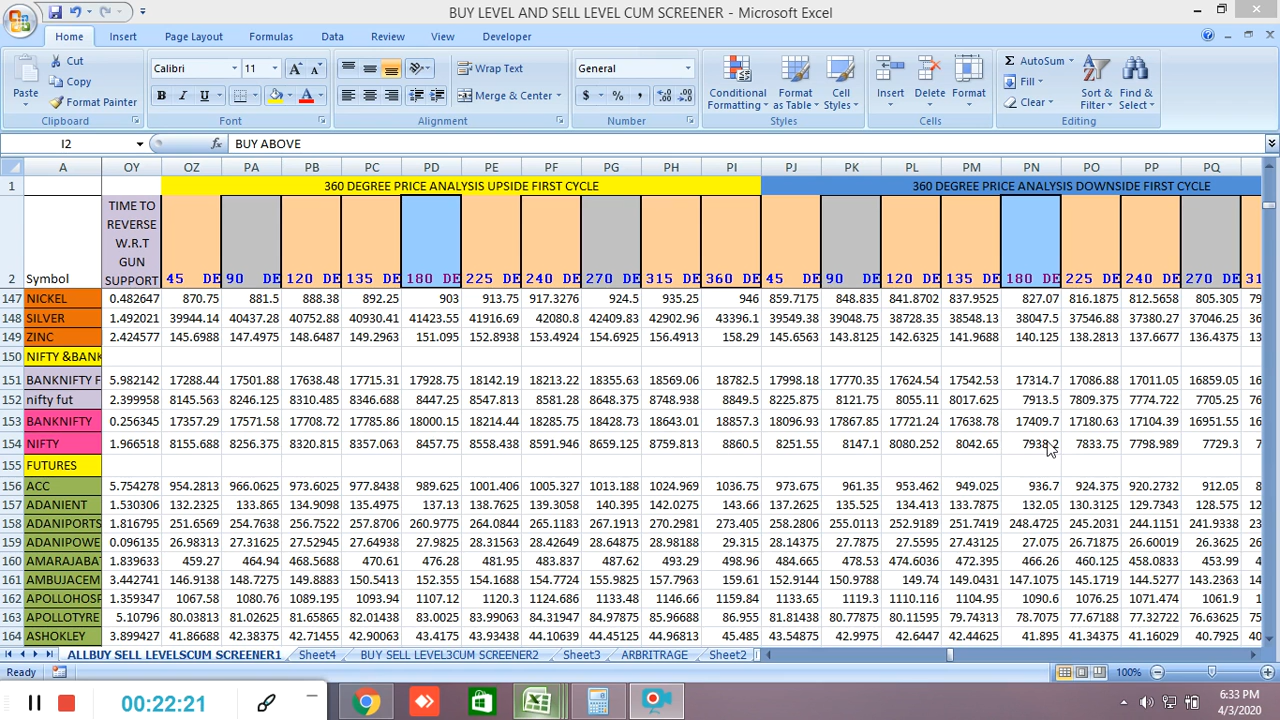 BUY LEVEL AND SELL LEVEL CUM SCREENER - Microsoft Excel
Home Insert Page Layout Formulas Data Review View Developer
Paste Cut Copy Format Painter Clipboard
Calibri 11 Font
Wrap Text Merge & Center Alignment
General Number
Conditional Formatting Format as Table Cell Styles Styles
Insert Delete Format Cells
AutoSum Fill Clear Sort & Filter Find & Select Editing
I2 fx BUY ABOVE
A OY OZ PA PB PC PD PE PF PG PH PI PJ PK PL PM PN PO PP PQ
1 360 DEGREE PRICE ANALYSIS UPSIDE FIRST CYCLE 360 DEGREE PRICE ANALYSIS DOWNSIDE FIRST CYCLE
2 Symbol TIME TO REVERSE W.R.T GUN SUPPORT 45 DE 90 DE 120 DE 135 DE 180 DE 225 DE 240 DE 270 DE 315 DE 360 DE 45 DE 90 DE 120 DE 135 DE 180 DE 225 DE 240 DE 270 DE 31
147 NICKEL 0.482647 870.75 881.5 888.38 892.25 903 913.75 917.3276 924.5 935.25 946 859.7175 848.835 841.8702 837.9525 827.07 816.1875 812.5658 805.305 79
148 SILVER 1.492021 39944.14 40437.28 40752.88 40930.41 41423.55 41916.69 42080.8 42409.83 42902.96 43396.1 39549.38 39048.75 38728.35 38548.13 38047.5 37546.88 37380.27 37046.25 36
149 ZINC 2.424577 145.6988 147.4975 148.6487 149.2963 151.095 152.8938 153.4924 154.6925 156.4913 158.29 145.6563 143.8125 142.6325 141.9688 140.125 138.2813 137.6677 136.4375 13
150 NIFTY &BANK
151 BANKNIFTY F 5.982142 17288.44 17501.88 17638.48 17715.31 17928.75 18142.19 18213.22 18355.63 18569.06 18782.5 17998.18 17770.35 17624.54 17542.53 17314.7 17086.88 17011.05 16859.05 16
152 nifty fut 2.399958 8145.563 8246.125 8310.485 8346.688 8447.25 8547.813 8581.28 8648.375 8748.938 8849.5 8225.875 8121.75 8055.11 8017.625 7913.5 7809.375 7774.722 7705.25 76
153 BANKNIFTY 0.256345 17357.29 17571.58 17708.72 17785.86 18000.15 18214.44 18285.76 18428.73 18643.01 18857.3 18096.93 17867.85 17721.24 17638.78 17409.7 17180.63 17104.39 16951.55 16
154 NIFTY 1.966518 8155.688 8256.375 8320.815 8357.063 8457.75 8558.438 8591.946 8659.125 8759.813 80.5 8251.55 8147.1 8080.252 8042.65 7938.2 7833.75 7798.989 7729.3 7
155 FUTURES
156 ACC 5.754278 954.2813 966.0625 973.6025 977.8438 989.625 1001.406 1005.327 1013.188 1024.969 1036.75 973.675 961.35 953.462 949.025 936.7 924.375 920.2732 912.05 8
157 ADANIENT 1.530306 132.2325 133.865 134.9098 135.4975 137.13 138.7625 139.3058 140.395 142.0275 143.66 137.2625 135.525 134.413 133.7875 132.05 130.3125 129.7343 128.575 12
158 ADANIPORTS 1.816795 251.6569 254.7638 256.7522 257.8706 260.9775 264.0844 265.1183 267.1913 270.2981 273.405 258.2806 255.0113 252.9189 251.7419 248.4725 245.2031 244.1151 241.9338 23
159 ADANIPOWE 0.096135 26.98313 27.31625 27.52945 27.64938 27.9825 28.31563 28.42649 28.64875 28.98188 29.315 28.14375 27.7875 27.5595 27.43125 27.075 26.71875 26.60019 26.3625 26
160 AMARAJABA 1.839633 459.27 464.94 468.5688 470.61 476.28 481.95 483.837 487.62 493.29 498.96 484.665 478.53 474.6036 472.395 466.26 460.125 458.0833 453.99 4
161 AMBUJACEM 3.442741 146.9138 148.7275 149.8883 150.5413 152.355 154.1688 154.7724 155.9825 157.7963 159.61 152.9144 150.9788 149.74 149.0431 147.1075 145.1719 144.5277 143.2363 14
162 APOLLOHOSP 1.359347 1067.58 1080.76 1089.195 1093.94 1107.12 1120.3 1124.686 1133.48 1146.66 1159.84 1133.65 1119.3 1110.116 1104.95 1090.6 1076.25 1071.474 1061.9 10
163 APOLLOTYRE 5.10796 80.03813 81.02625 81.65865 82.01438 83.0025 83.99063 84.31947 84.97875 85.96688 86.955 81.81438 80.77875 80.11595 79.74313 78.7075 77.67188 77.32722 76.63625 75
164 ASHOKLEY 3.899427 41.86688 42.38375 42.71455 42.90063 43.4175 43.93438 44.10639 44.45125 44.96813 45.485 43.54875 42.9975 42.6447 42.44625 41.895 41.34375 41.16029 40.7925 40
ALLBUY SELL LEVELSCUM SCREENER1 Sheet4 BUY SELL LEVEL3CUM SCREENER2 Sheet3 ARBITRAGE Sheet2
Ready 100%
00:22:21 6:33 PM
4/3/2020